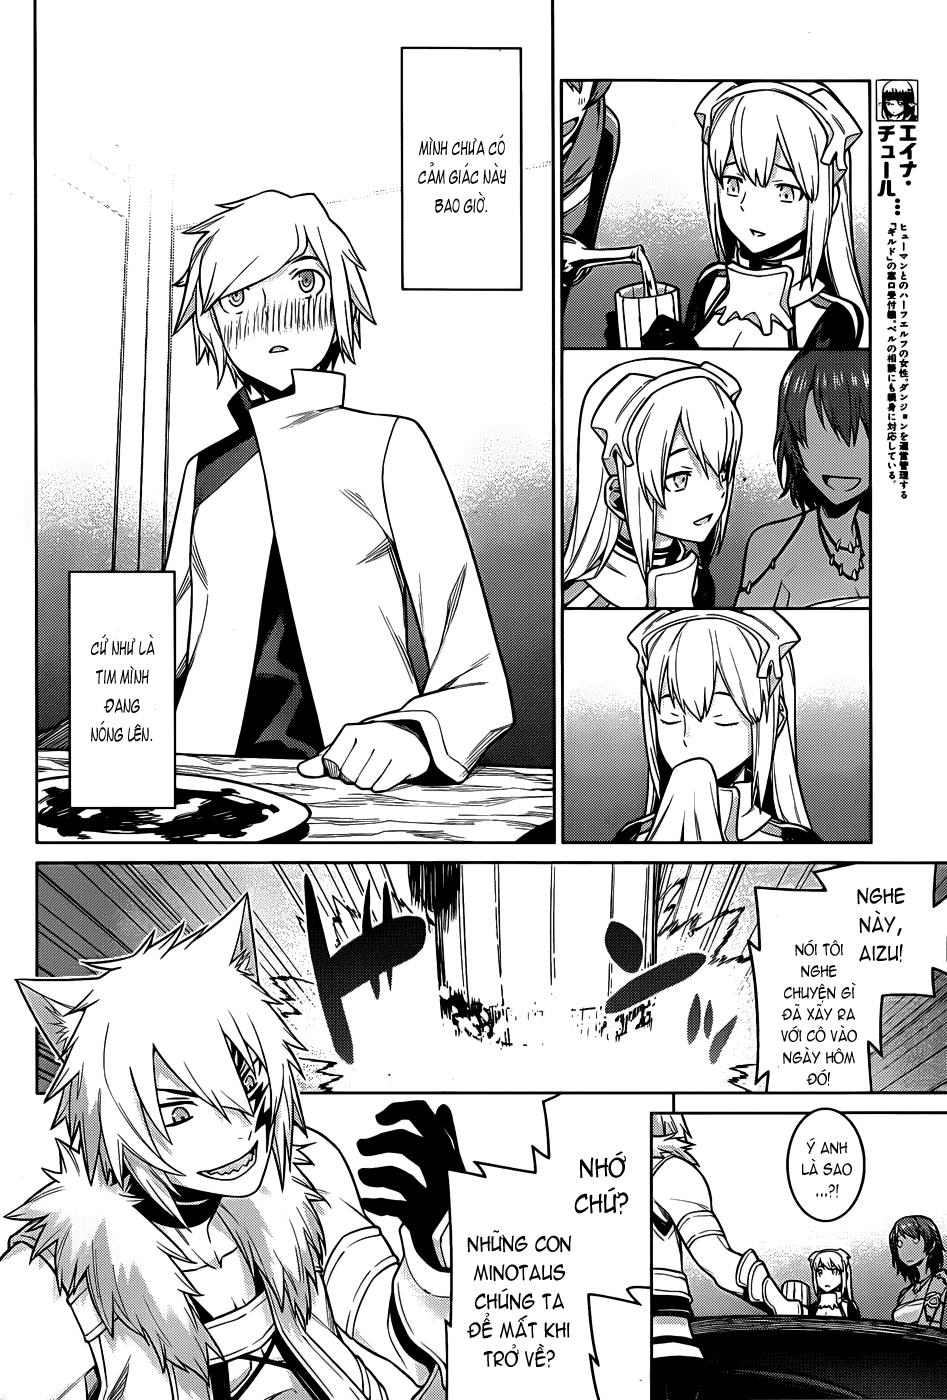 エイナ・
チュール…
ヒューマンとのハーフエルフの女性。ダンジョンを運営管理する
「ギルド」の窓口受付嬢。ベルの相談にも親身に対応している。
MÌNH CHƯA CÓ
CẢM GIÁC NÀY
BAO GIỜ.
CỨ NHƯ LÀ
TIM MÌNH
ĐANG
NÓNG LÊN.
NGHE
NÀY,
AIZU!
NÓI TÔI
NGHE
CHUYỆN GÌ
ĐÃ XÃY RA
VỚI CÔ VÀO
NGÀY HÔM
ĐÓ!
Ý ANH
LÀ SAO
...?!
NHỚ
CHỨ?
NHỮNG CON
MINOTAUS
CHÚNG TA
ĐỂ MẤT KHI
TRỞ VỀ?